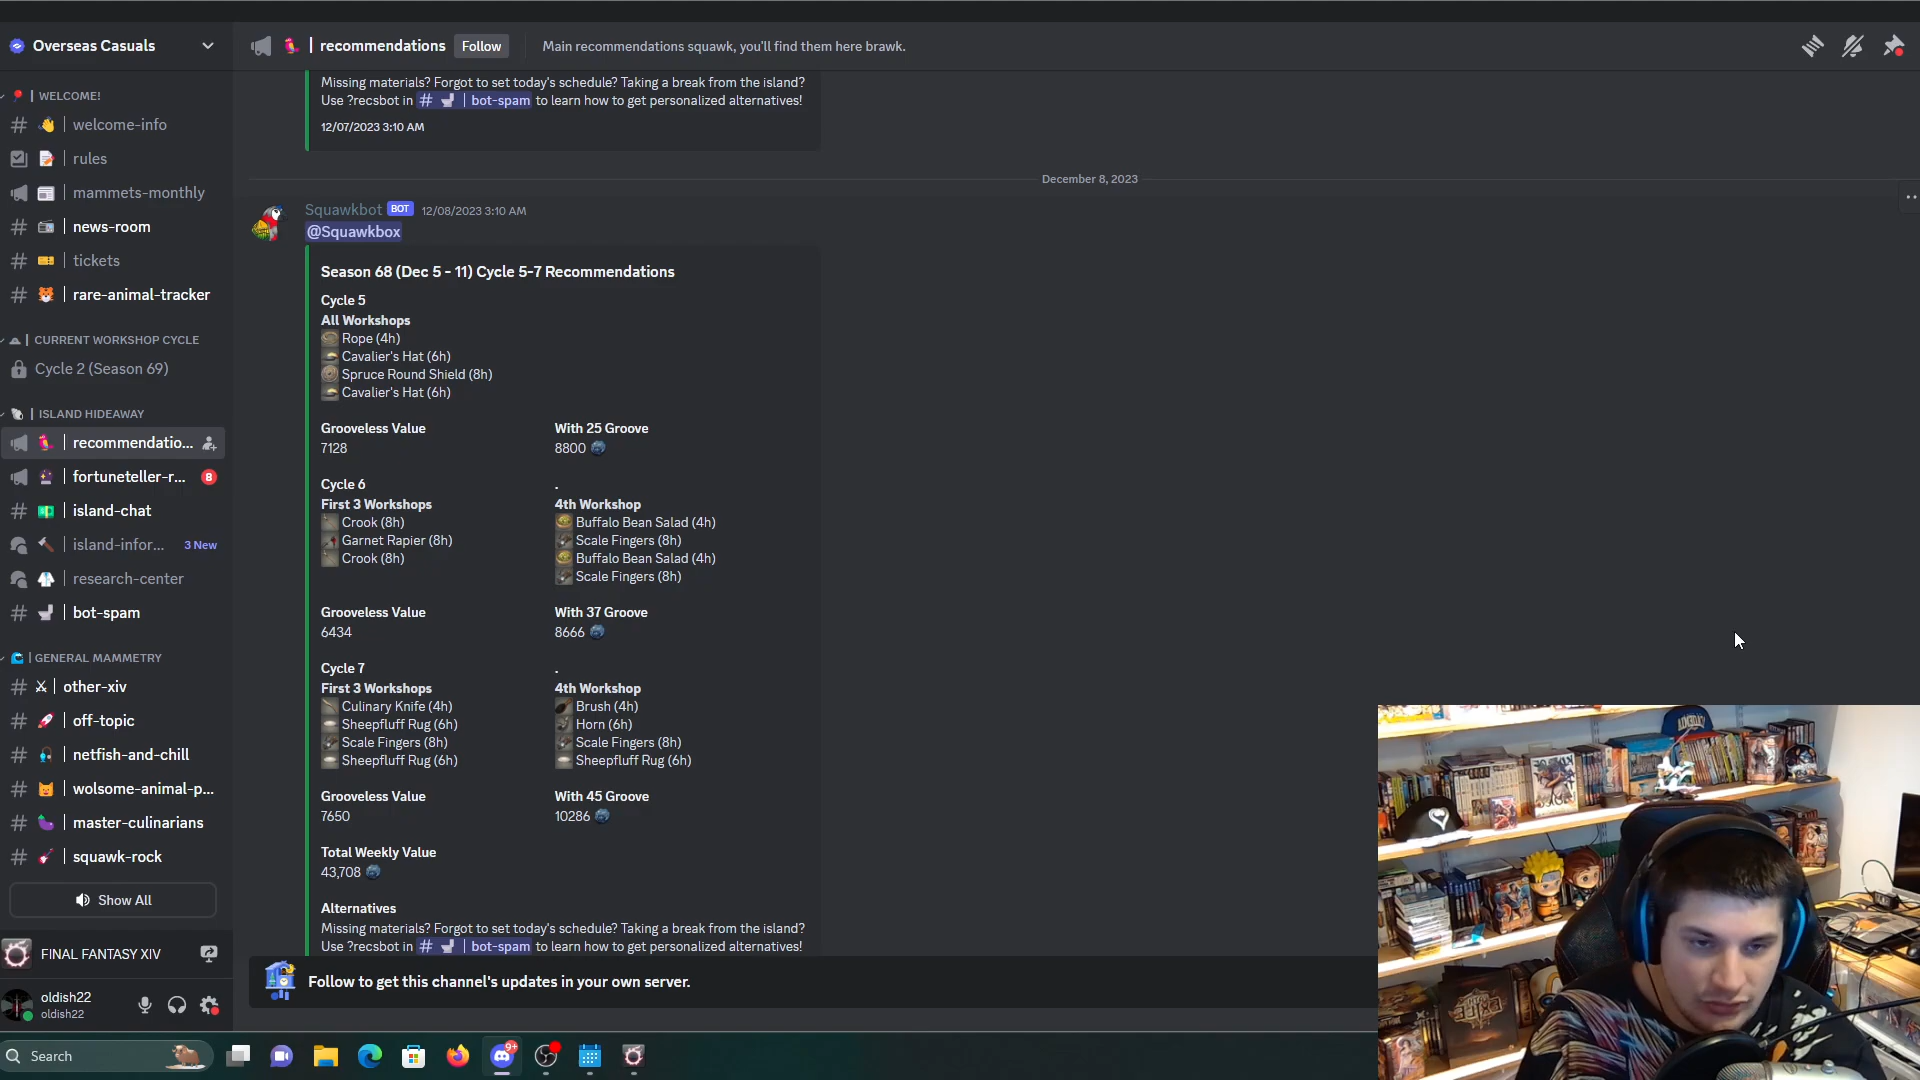 Overseas Casuals
| WELCOME!
| welcome-info
| rules
| mammets-monthly
| news-room
| tickets
| rare-animal-tracker
| CURRENT WORKSHOP CYCLE
Cycle 2 (Season 69)
| ISLAND HIDEAWAY
| recommendatio...
| fortuneteller-r... 8
| island-chat
| island-infor... 3 New
| research-center
| bot-spam
| GENERAL MAMMETRY
| other-xiv
| off-topic
| netfish-and-chill
| wolsome-animal-p...
| master-culinarians
| squawk-rock
Show All
FINAL FANTASY XIV
oldish22
oldish22
| recommendations Follow Main recommendations squawk, you'll find them here brawk.
Missing materials? Forgot to set today's schedule? Taking a break from the island?
Use ?recsbot in # | bot-spam to learn how to get personalized alternatives!
12/07/2023 3:10 AM
December 8, 2023
Squawkbot BOT 12/08/2023 3:10 AM
@Squawkbox
Season 68 (Dec 5 - 11) Cycle 5-7 Recommendations
Cycle 5
All Workshops
Rope (4h)
Cavalier's Hat (6h)
Spruce Round Shield (8h)
Cavalier's Hat (6h)
Grooveless Value With 25 Groove
7128 8800
Cycle 6 .
First 3 Workshops 4th Workshop
Crook (8h) Buffalo Bean Salad (4h)
Garnet Rapier (8h) Scale Fingers (8h)
Crook (8h) Buffalo Bean Salad (4h)
Scale Fingers (8h)
Grooveless Value With 37 Groove
6434 8666
Cycle 7 .
First 3 Workshops 4th Workshop
Culinary Knife (4h) Brush (4h)
Sheepfluff Rug (6h) Horn (6h)
Scale Fingers (8h) Scale Fingers (8h)
Sheepfluff Rug (6h) Sheepfluff Rug (6h)
Grooveless Value With 45 Groove
7650 10286
Total Weekly Value
43,708
Alternatives
Missing materials? Forgot to set today's schedule? Taking a break from the island?
Use ?recsbot in # | bot-spam to learn how to get personalized alternatives!
Follow to get this channel's updates in your own server.
Search
9+